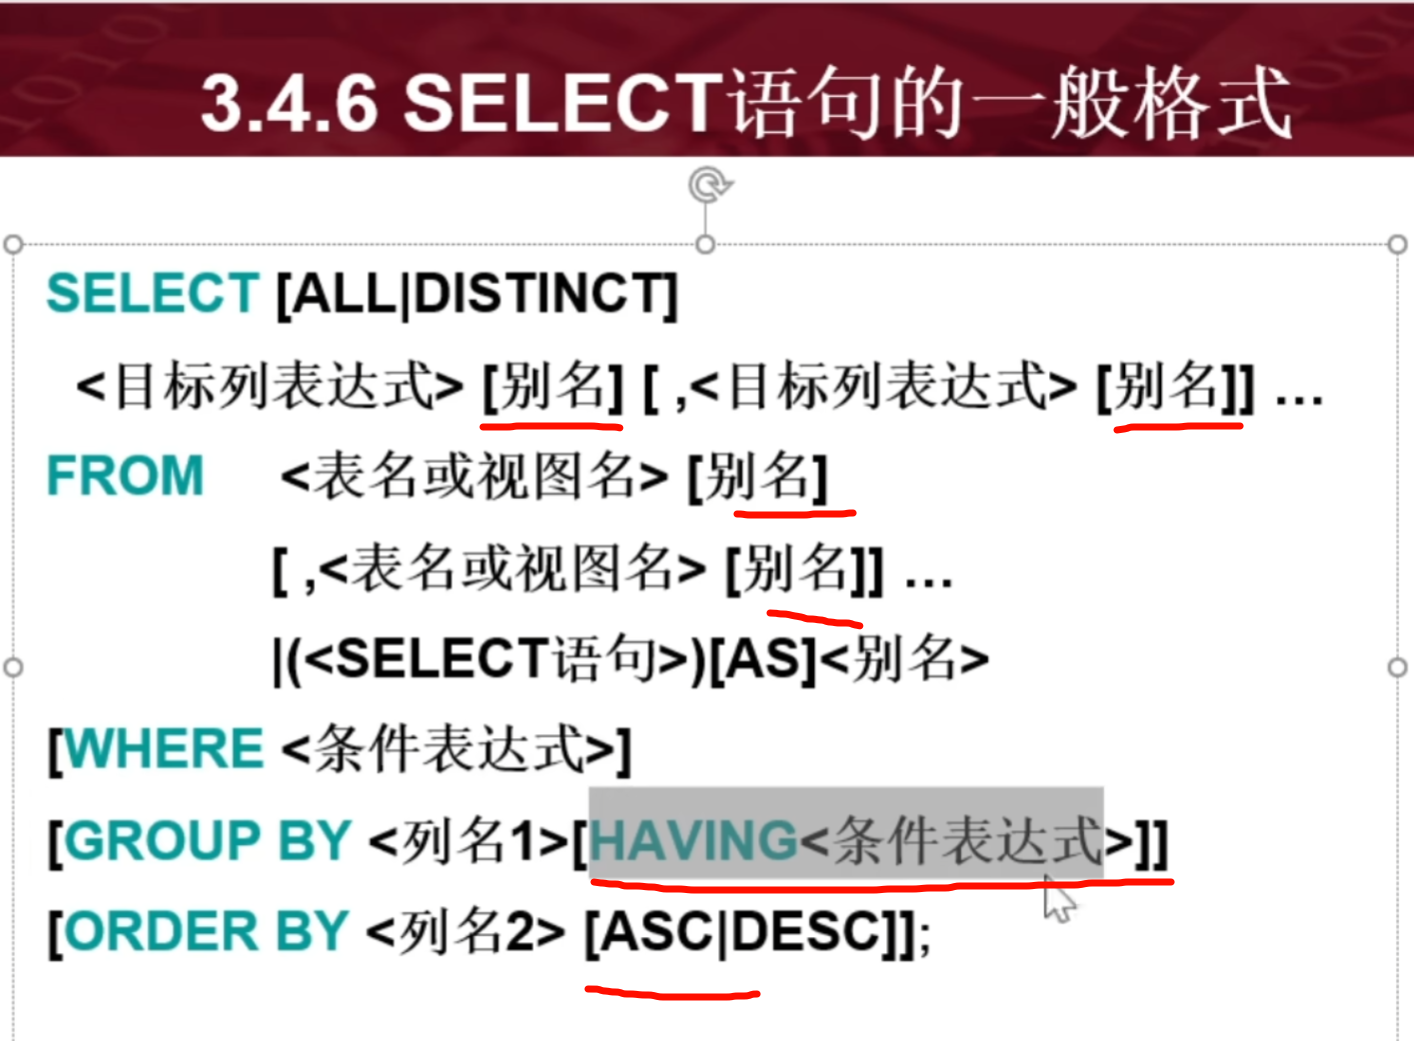 3.4.6 SELECT语句的一般格式
SELECT [ALL|DISTINCT]
<目标列表达式> [别名] [ ,<目标列表达式> [别名]] …
FROM <表名或视图名> [别名]
[ ,<表名或视图名> [别名]] …
|(<SELECT语句>)[AS]<别名>
[WHERE <条件表达式>]
[GROUP BY <列名1>[HAVING<条件表达式>]]
[ORDER BY <列名2> [ASC|DESC]];